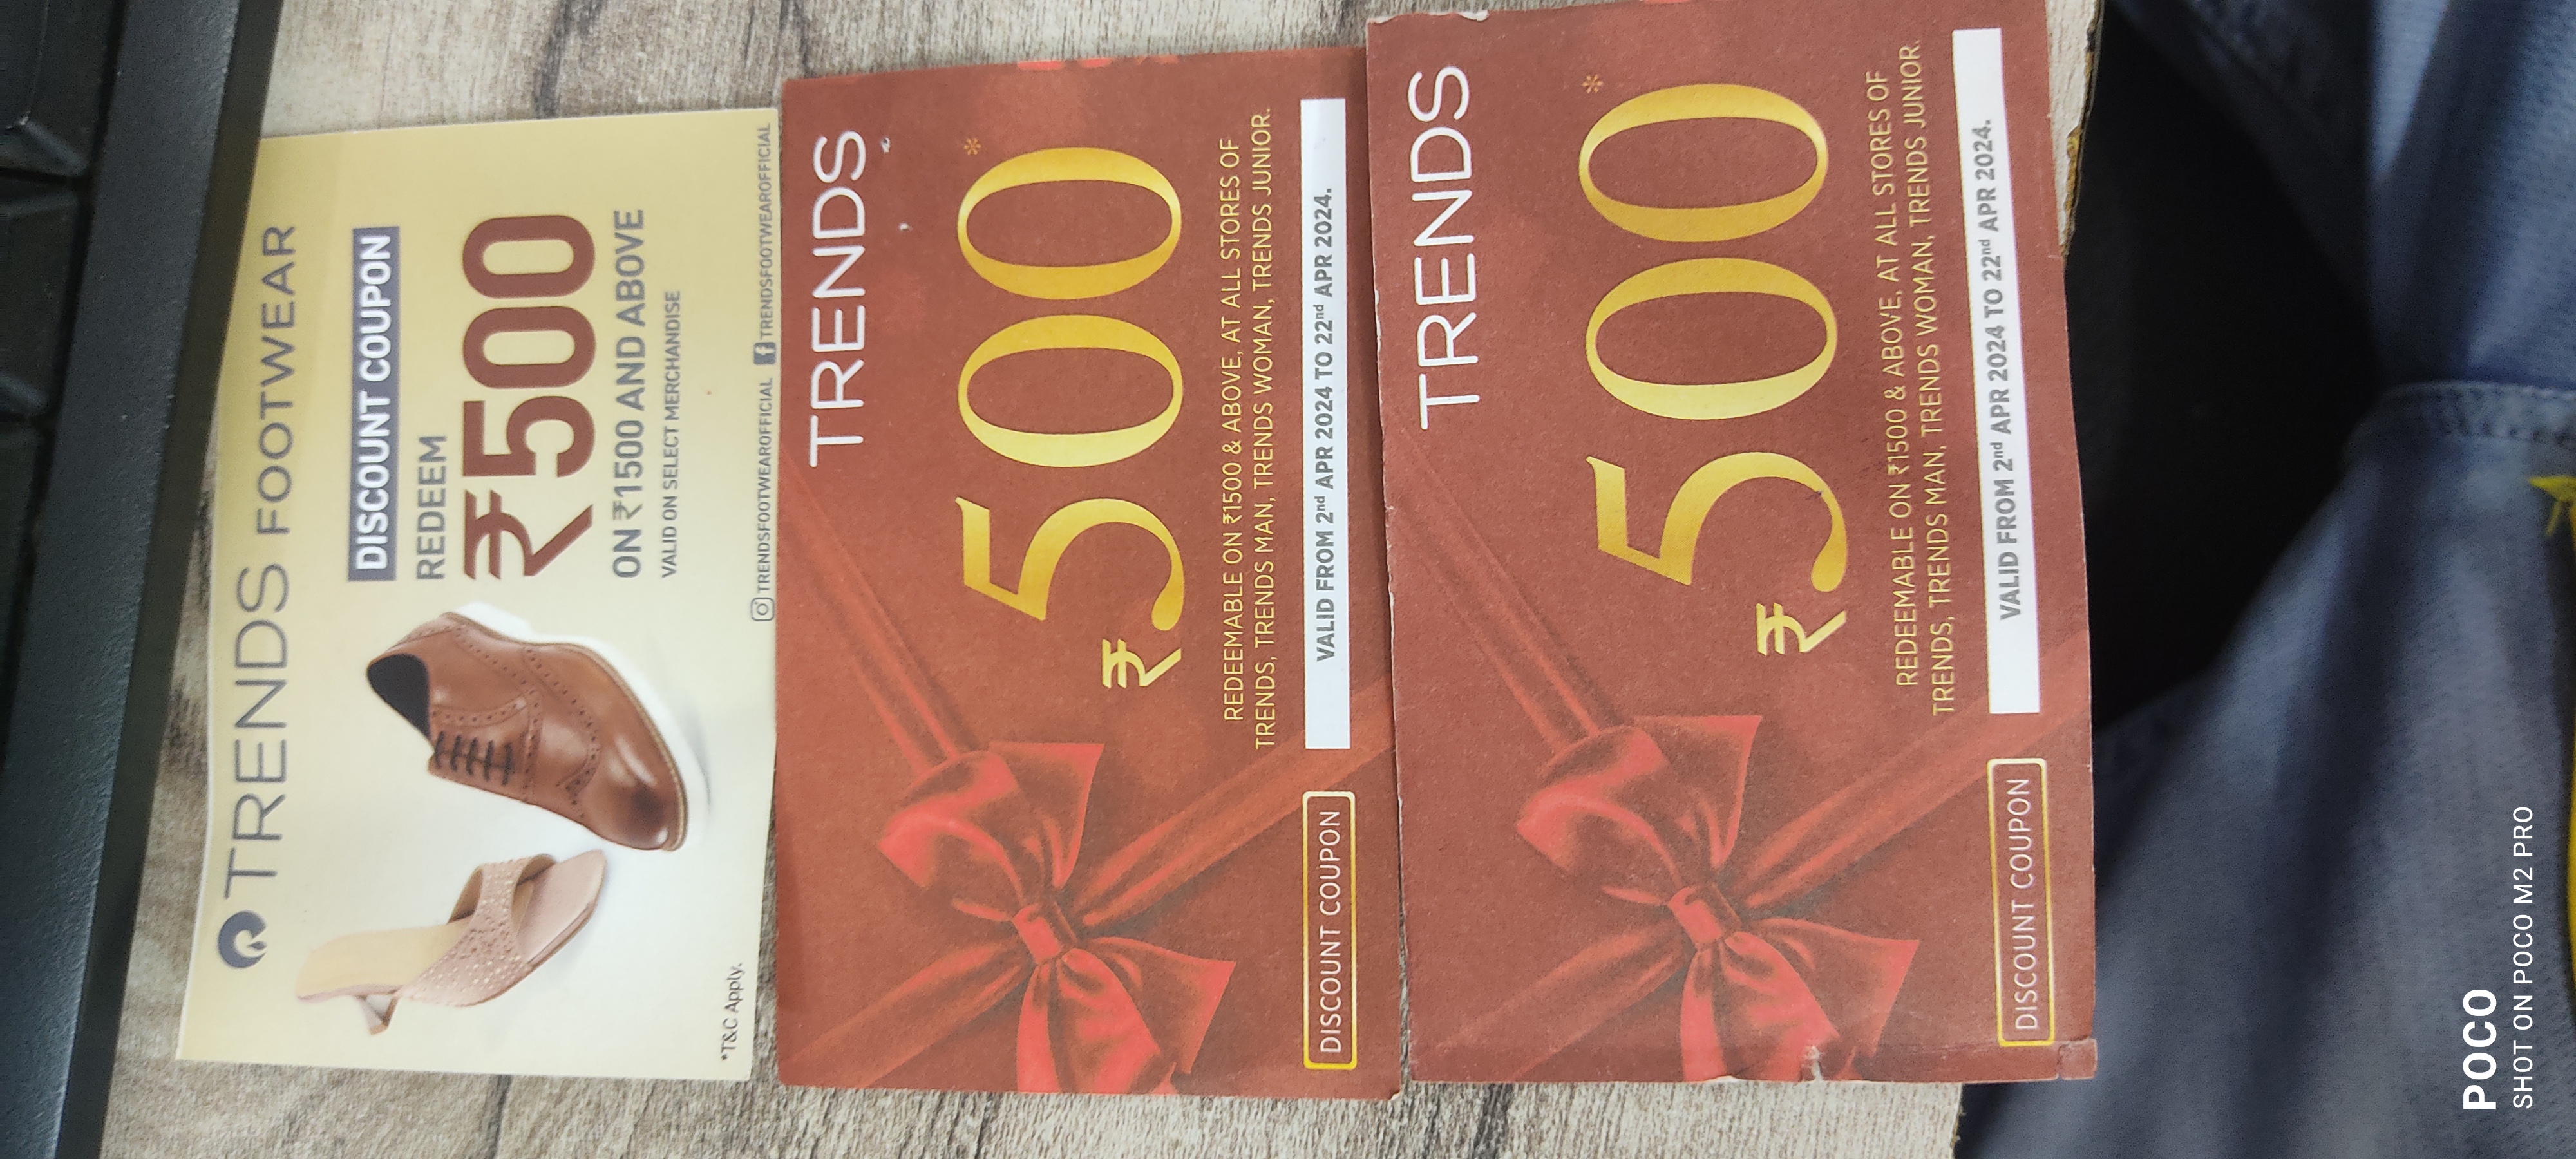 TRENDS FOOTWEAR
DISCOUNT COUPON
REDEEM
₹500
ON ₹1500 AND ABOVE
VALID ON SELECT MERCHANDISE
*T&C Apply.
TRENDSFOOTWEAROFFICIAL TRENDSFOOTWEAROFFICIAL
TRENDS
₹500*
REDEEMABLE ON ₹1500 & ABOVE, AT ALL STORES OF
TRENDS, TRENDS MAN, TRENDS WOMAN, TRENDS JUNIOR.
DISCOUNT COUPON
VALID FROM 2nd APR 2024 TO 22nd APR 2024.
TRENDS
₹500*
REDEEMABLE ON ₹1500 & ABOVE, AT ALL STORES OF
TRENDS, TRENDS MAN, TRENDS WOMAN, TRENDS JUNIOR.
DISCOUNT COUPON
VALID FROM 2nd APR 2024 TO 22nd APR 2024.
POCO
SHOT ON POCO M2 PRO